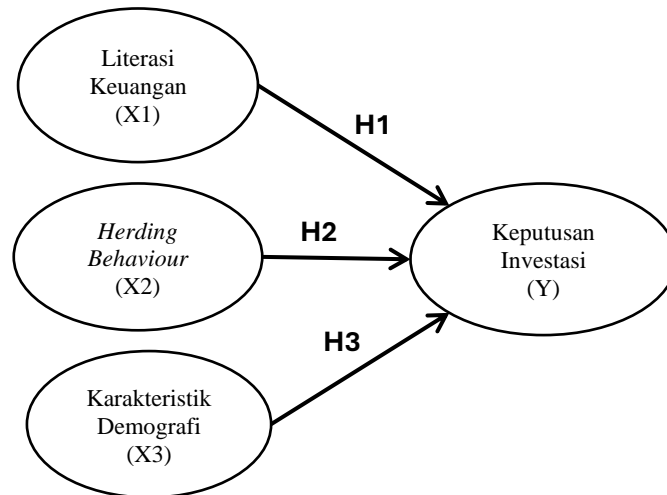 Literasi
Keuangan
(X1)
H1
Herding
Behaviour
(X2)
H2
Keputusan
Investasi
(Y)
H3
Karakteristik
Demografi
(X3)